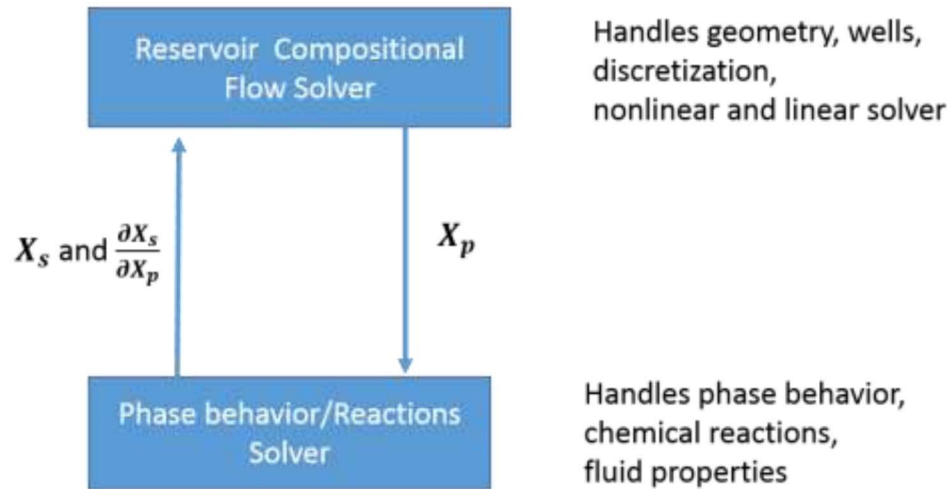 Reservoir Compositional
Flow Solver
Handles geometry, wells,
discretization,
nonlinear and linear solver
X_s and ∂X_s/∂X_p
X_p
Phase behavior/Reactions
Solver
Handles phase behavior,
chemical reactions,
fluid properties